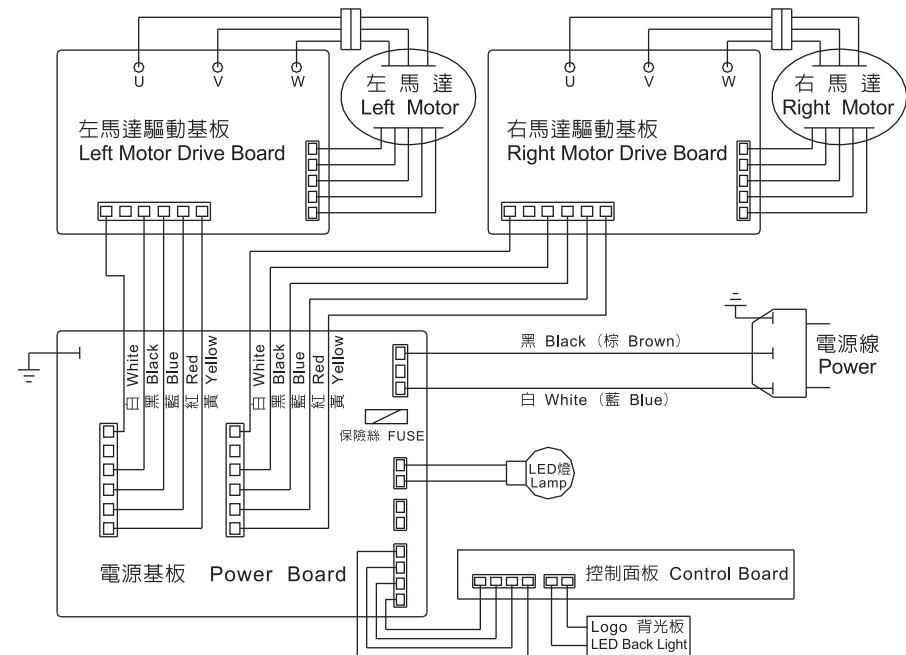 U V W
左 馬 達
Left Motor
左馬達驅動基板
Left Motor Drive Board
U V W
右 馬 達
Right Motor
右馬達驅動基板
Right Motor Drive Board
白 White
黑 Black
藍 Blue
紅 Red
黃 Yellow
白 White
黑 Black
藍 Blue
紅 Red
黃 Yellow
黑 Black (棕 Brown)
白 White (藍 Blue)
電源線
Power
保險絲 FUSE
LED燈
Lamp
電源基板 Power Board
控制面板 Control Board
Logo 背光板
LED Back Light